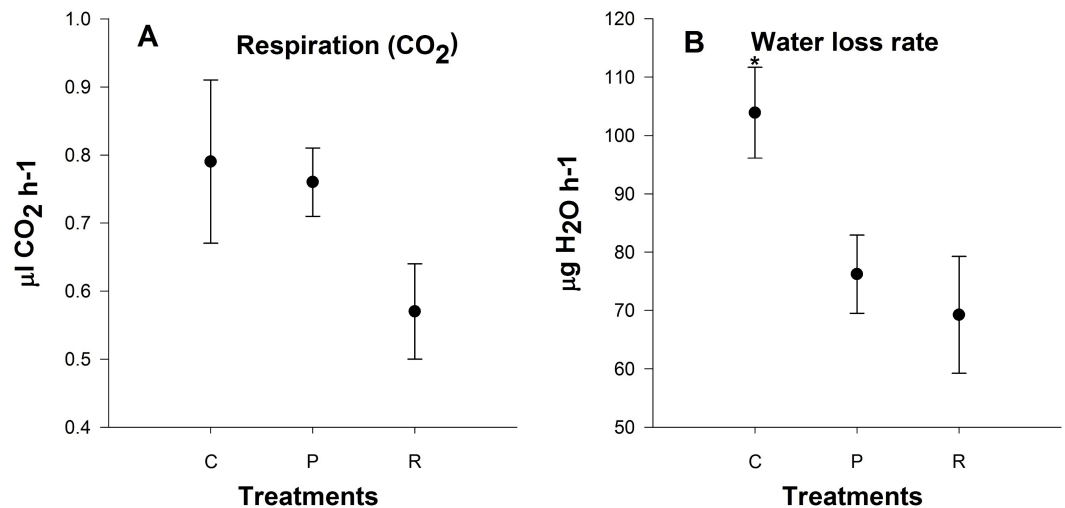 A
Respiration (CO2)
1.0
0.9
0.8
0.7
0.6
0.5
0.4
μl CO2 h-1
C P R
Treatments
B
Water loss rate
*
120
110
100
90
80
70
60
50
μg H2O h-1
C P R
Treatments